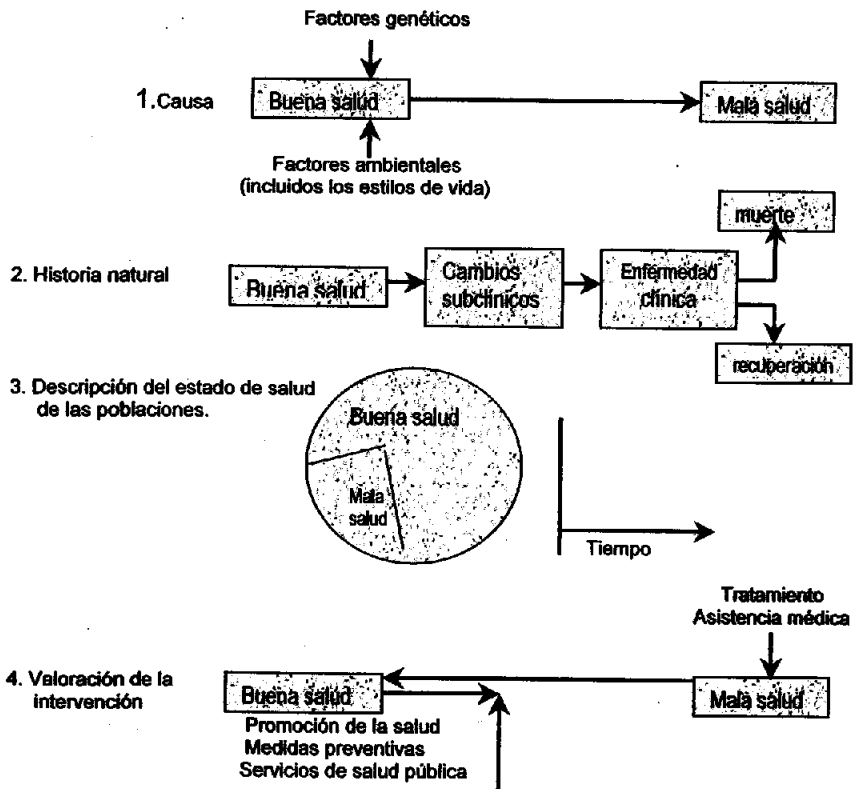 Factores genéticos
1.Causa
Buena salud
Mala salud
Factores ambientales
(incluidos los estilos de vida)
muerte
2. Historia natural
Buena salud
Cambios
subclínicos
Enfermedad
clínica
recuperación
3. Descripción del estado de salud
de las poblaciones.
Buena salud
Mala
salud
Tiempo
Tratamiento
Asistencia médica
4. Valoración de la
intervención
Buena salud
Mala salud
Promoción de la salud
Medidas preventivas
Servicios de salud pública